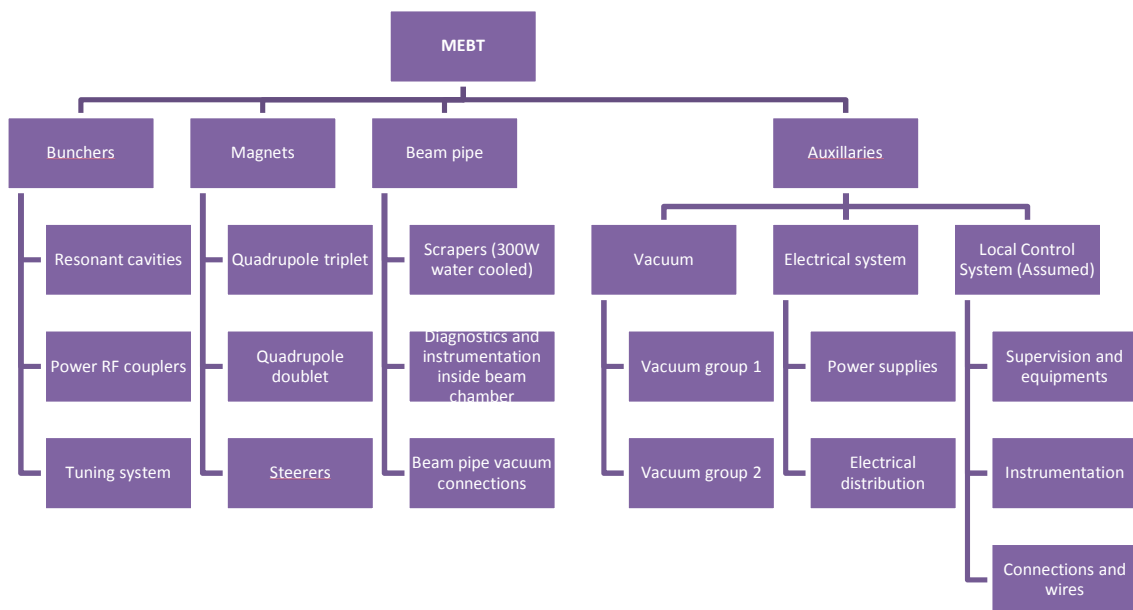 MEBT
Bunchers
Magnets
Beam pipe
Auxillaries
Resonant cavities
Quadrupole triplet
Scrapers (300W
water cooled)
Vacuum
Electrical system
Local Control
System (Assumed)
Power RF couplers
Quadrupole
doublet
Diagnostics and
instrumentation
inside beam
chamber
Vacuum group 1
Power supplies
Supervision and
equipments
Tuning system
Steerers
Beam pipe vacuum
connections
Vacuum group 2
Electrical
distribution
Instrumentation
Connections and
wires